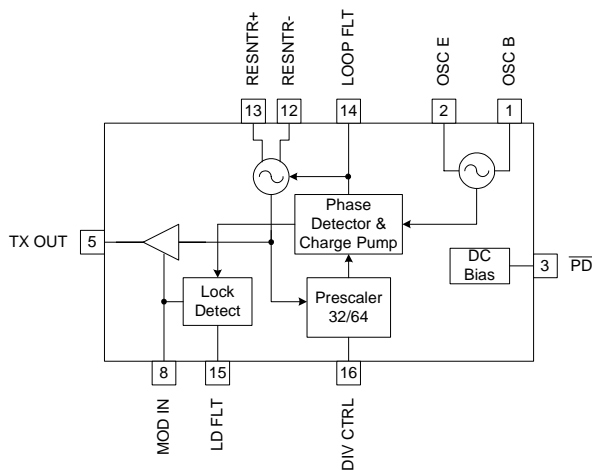 RESNTR+
RESNTR-
LOOP FLT
OSC E
OSC B
13
12
14
2
1
Phase
Detector &
Charge Pump
TX OUT
5
DC
Bias
3
PD
Lock
Detect
Prescaler
32/64
8
15
16
MOD IN
LD FLT
DIV CTRL